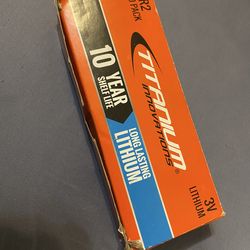 R2
PACK
10 YEAR
SHELF LIFE
LONG LASTING
LITHIUM
TITANIUM
INNOVATIONS®
3V
LITHIUM